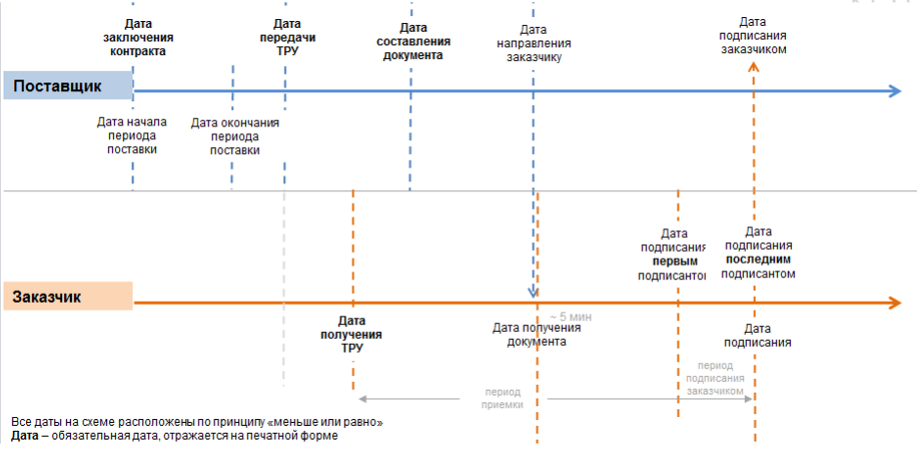 Дата
заключения
контракта
Дата
передачи
ТРУ
Дата
составления
документа
Дата
направления
заказчику
Дата
подписания
заказчиком
Поставщик
Дата начала
периода
поставки
Дата окончания
периода
поставки
Дата
подписания
первым
подписантом
Дата
подписания
последним
подписантом
Заказчик
Дата
получения
ТРУ
~ 5 мин
Дата получения
документа
Дата
подписания
период
подписания
заказчиком
период
приемки
Все даты на схеме расположены по принципу «меньше или равно»
Дата – обязательная дата, отражается на печатной форме